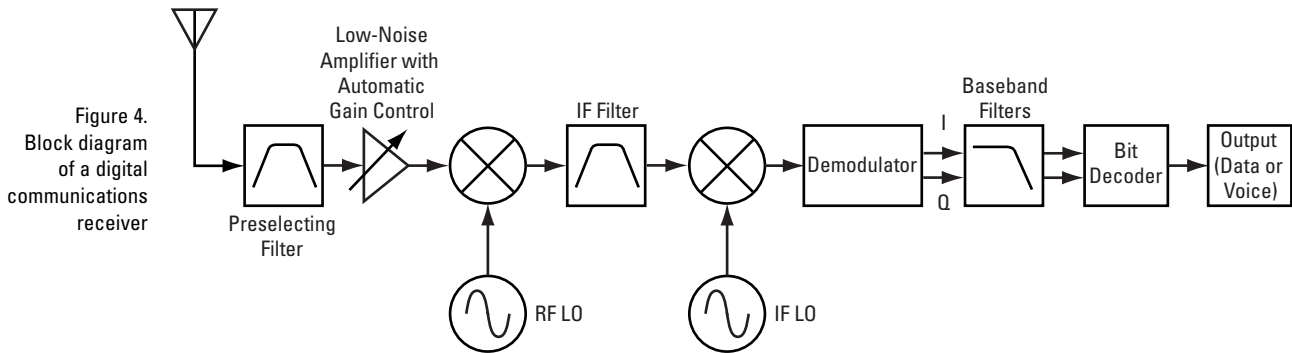 Figure 4.
Block diagram
of a digital
communications
receiver
Low-Noise
Amplifier with
Automatic
Gain Control
Preselecting
Filter
RF LO
IF Filter
IF LO
Demodulator
I
Q
Baseband
Filters
Bit
Decoder
Output
(Data or
Voice)